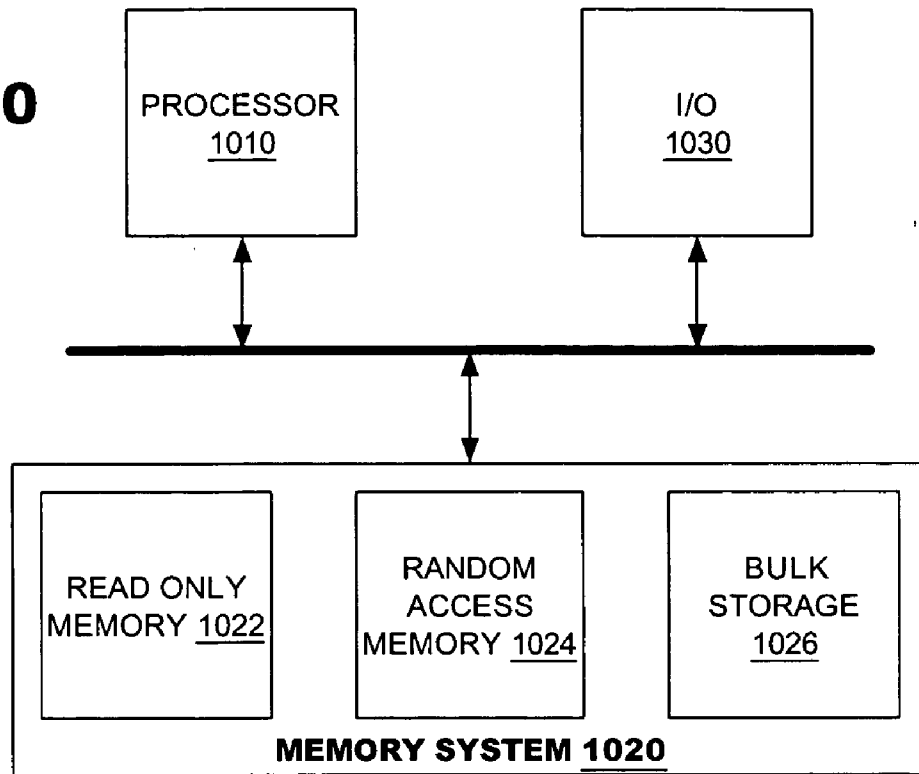 0
PROCESSOR
1010
I/O
1030
READ ONLY
MEMORY 1022
RANDOM
ACCESS
MEMORY 1024
BULK
STORAGE
1026
MEMORY SYSTEM 1020